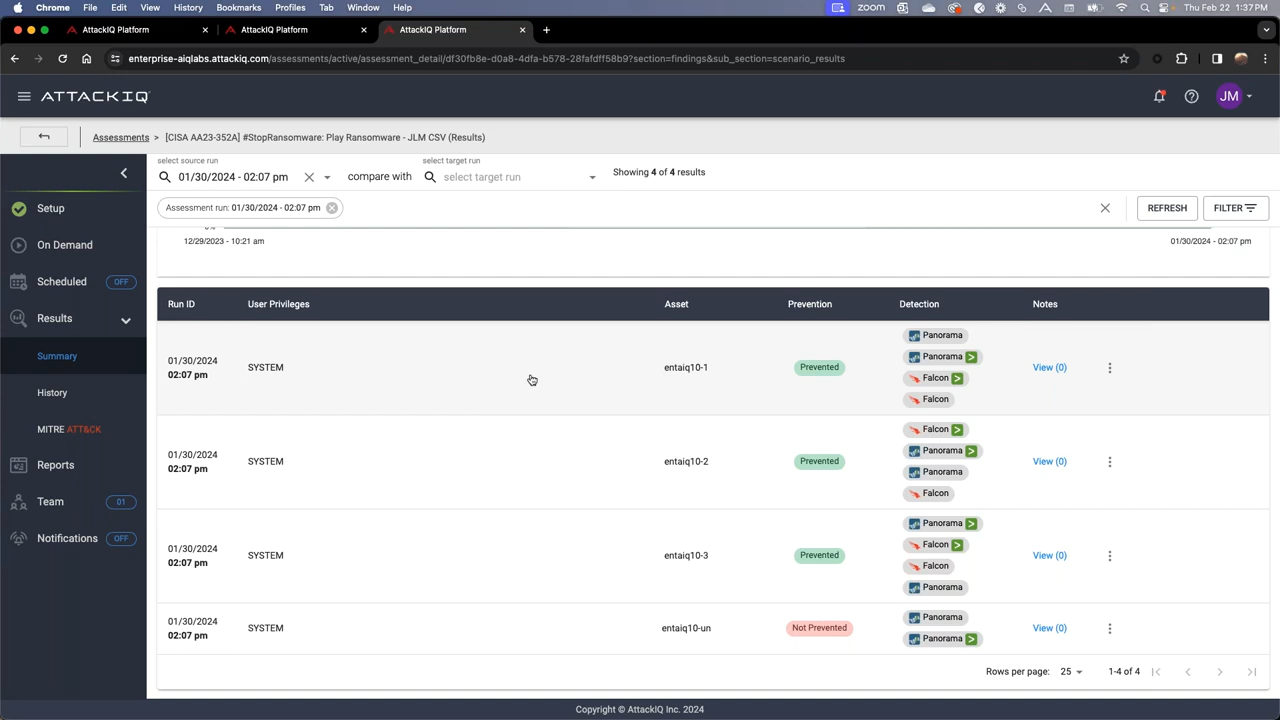 Chrome File Edit View History Bookmarks Profiles Tab Window Help ZOOM Thu Feb 22 1:37 PM
AttackIQ Platform AttackIQ Platform AttackIQ Platform
enterprise-aiqlabs.attackiq.com/assessments/active/assessment_detail/df30fb8e-d0a8-4dfa-b578-28fafdff58b9?section=findings&sub_section=scenario_results
ATTACKIQ JM
Assessments > [CISA AA23-352A] #StopRansomware: Play Ransomware - JLM CSV (Results)
select source run select target run
01/30/2024 - 02:07 pm compare with select target run Showing 4 of 4 results
Assessment run: 01/30/2024 - 02:07 pm REFRESH FILTER
12/29/2023 - 10:21 am 01/30/2024 - 02:07 pm
Setup
On Demand
Scheduled OFF
Results
Summary
History
MITRE ATT&CK
Reports
Team 01
Notifications OFF
Run ID User Privileges Asset Prevention Detection Notes
01/30/2024 02:07 pm SYSTEM entaiq10-1 Prevented Panorama Panorama Falcon Falcon View (0)
01/30/2024 02:07 pm SYSTEM entaiq10-2 Prevented Falcon Panorama Panorama Falcon View (0)
01/30/2024 02:07 pm SYSTEM entaiq10-3 Prevented Panorama Falcon Falcon Panorama View (0)
01/30/2024 02:07 pm SYSTEM entaiq10-un Not Prevented Panorama Panorama View (0)
Rows per page: 25 1-4 of 4
Copyright © AttackIQ Inc. 2024